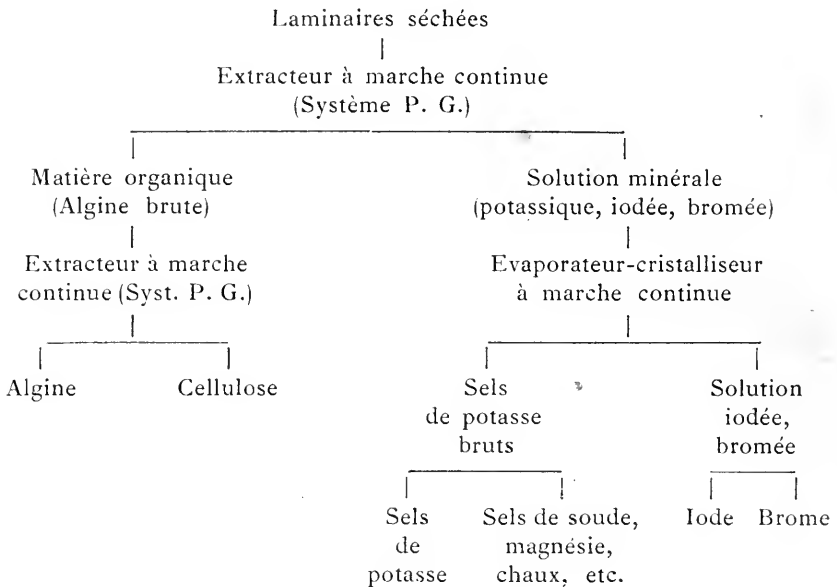 Laminaires séchées
Extracteur à marche continue
(Système P. G.)
Matière organique
(Algine brute)
Solution minérale
(potassique, iodée, bromée)
Extracteur à marche
continue (Syst. P. G.)
Evaporateur-cristalliseur
à marche continue
Algine
Cellulose
Sels
de potasse
bruts
Solution
iodée,
bromée
Sels
de
potasse
Sels de soude,
magnésie,
chaux, etc.
Iode
Brome